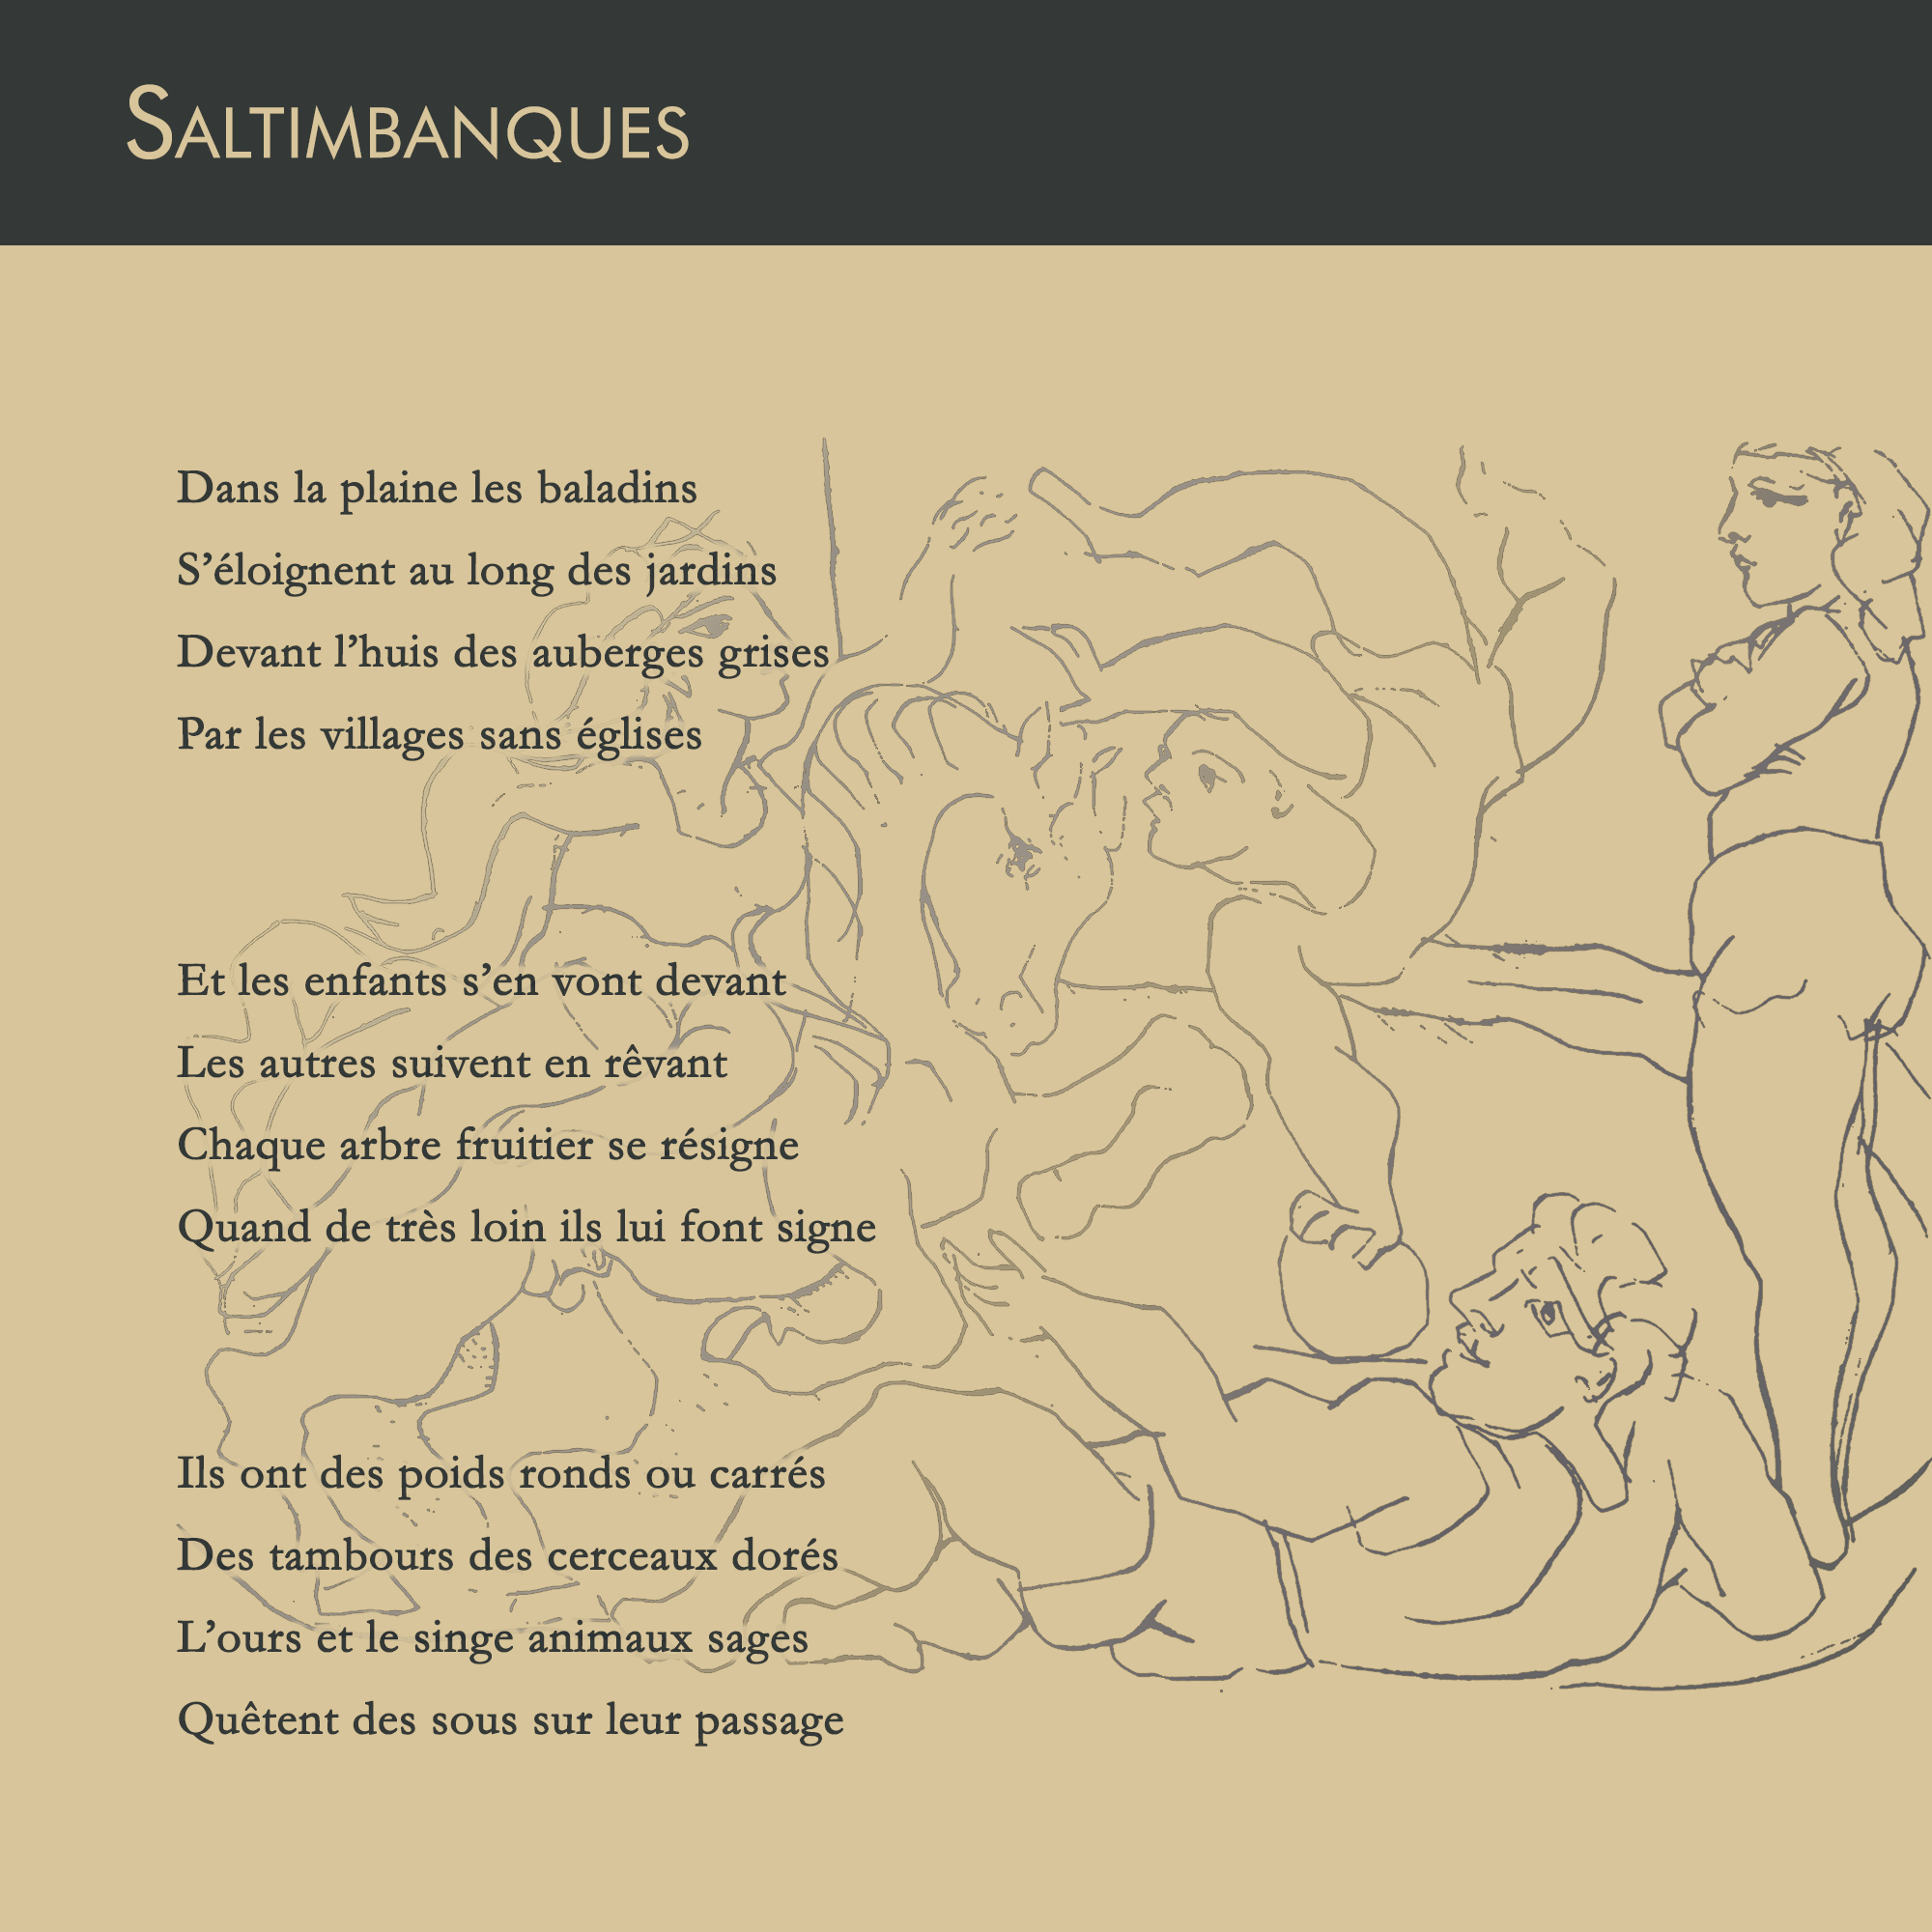 Saltimbanques
Dans la plaine les baladins
S’éloignent au long des jardins
Devant l’huis des auberges grises
Par les villages sans églises
Et les enfants s’en vont devant
Les autres suivent en rêvant
Chaque arbre fruitier se résigne
Quand de très loin ils lui font signe
Ils ont des poids ronds ou carrés
Des tambours des cerceaux dorés
L’ours et le singe animaux sages
Quêtent des sous sur leur passage